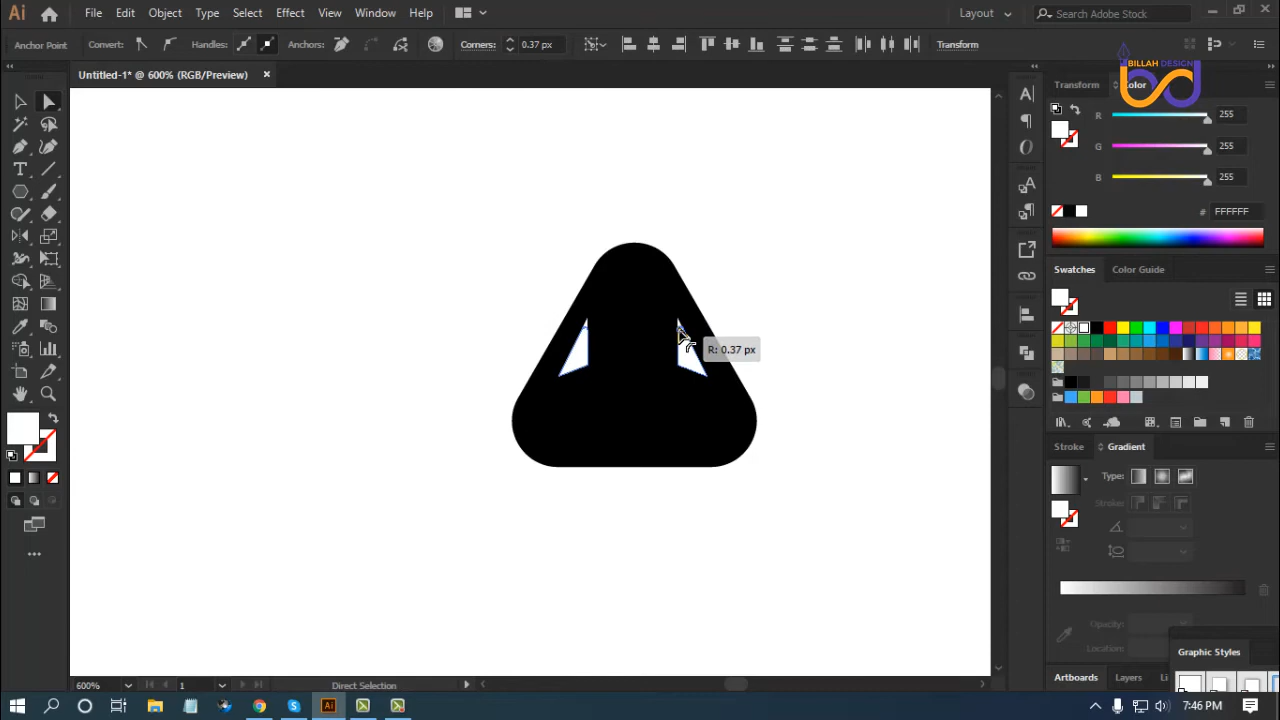 Ai File Edit Object Type Select Effect View Window Help Layout Search Adobe Stock
Anchor Point Convert: Handles: Anchors: Corners: 0.37 px Transform
BILLAH DESIGN
Untitled-1* @ 600% (RGB/Preview) ×
Transform Color
R 255
G 255
B 255
# FFFFFF
Swatches Color Guide
R: 0.37 px
Stroke Gradient
Type:
Stroke:
Opacity:
Location:
Graphic Styles
Artboards Layers Li
600% 1 Direct Selection
Ai 7:46 PM